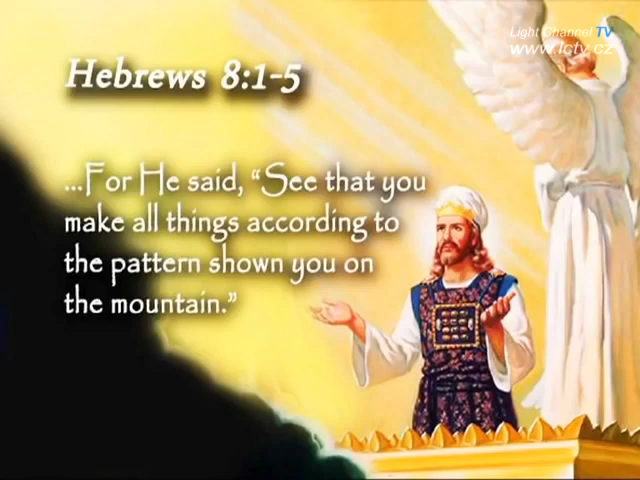 Light Channel TV
www.lctv.cz
Hebrews 8:1-5
...For He said, “See that you
make all things according to
the pattern shown you on
the mountain.”